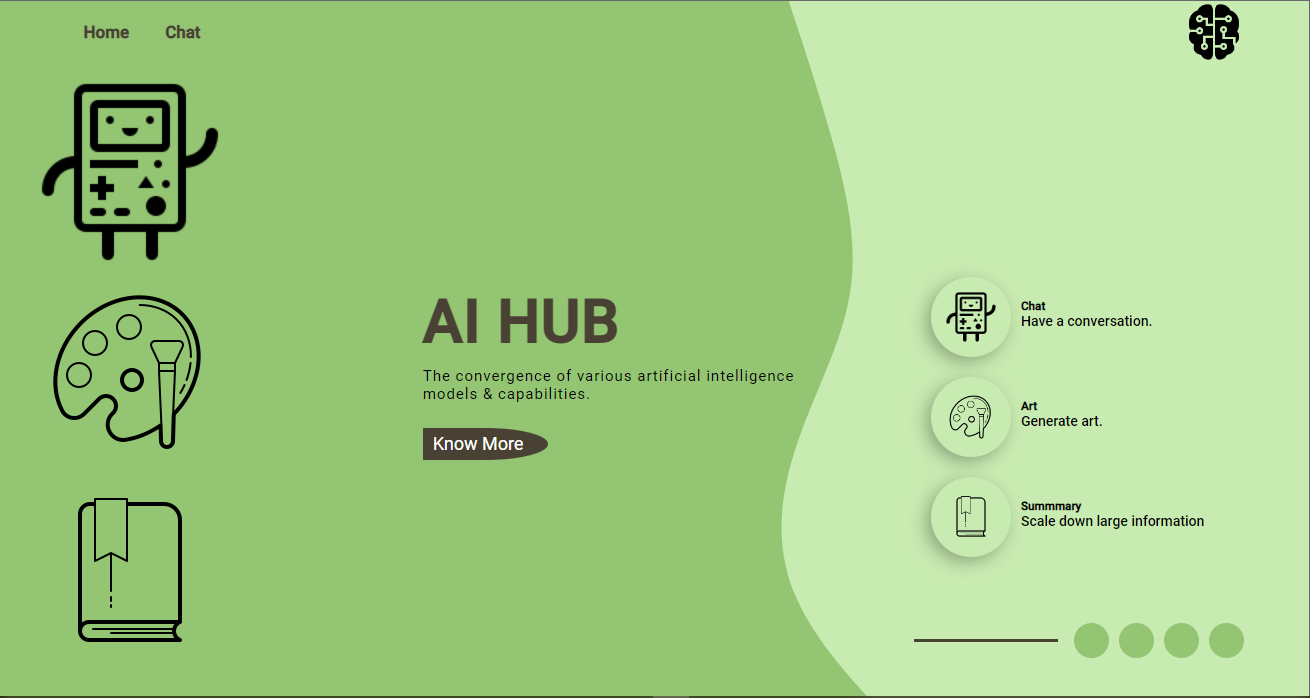 Home
Chat
AI HUB
The convergence of various artificial intelligence
models & capabilities.
Know More
Chat
Have a conversation.
Art
Generate art.
Summmary
Scale down large information